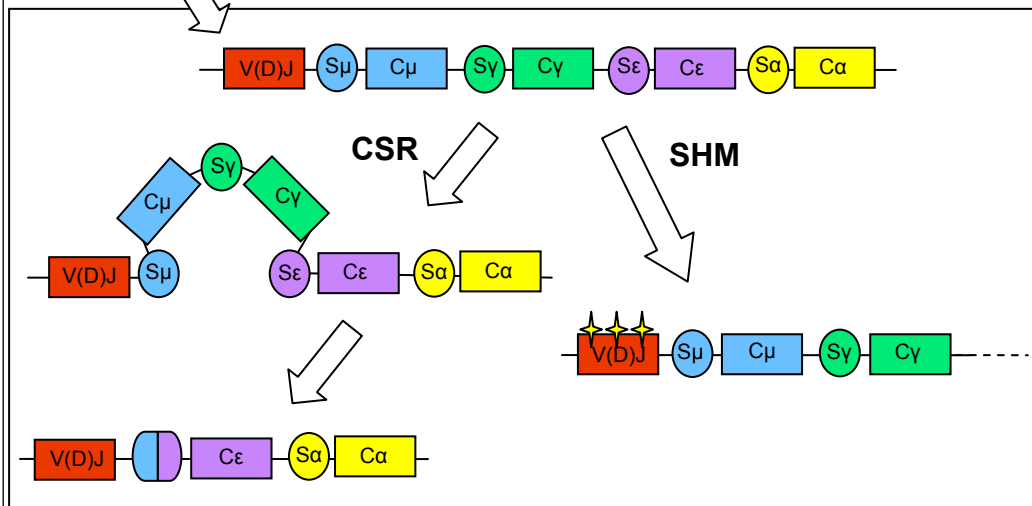 V(D)J Sμ Cμ Sγ Cγ Sε Cε Sα Cα
CSR SHM
Cμ Sγ Cγ
V(D)J Sμ Sε Cε Sα Cα
V(D)J Sμ Cμ Sγ Cγ
V(D)J Cε Sα Cα